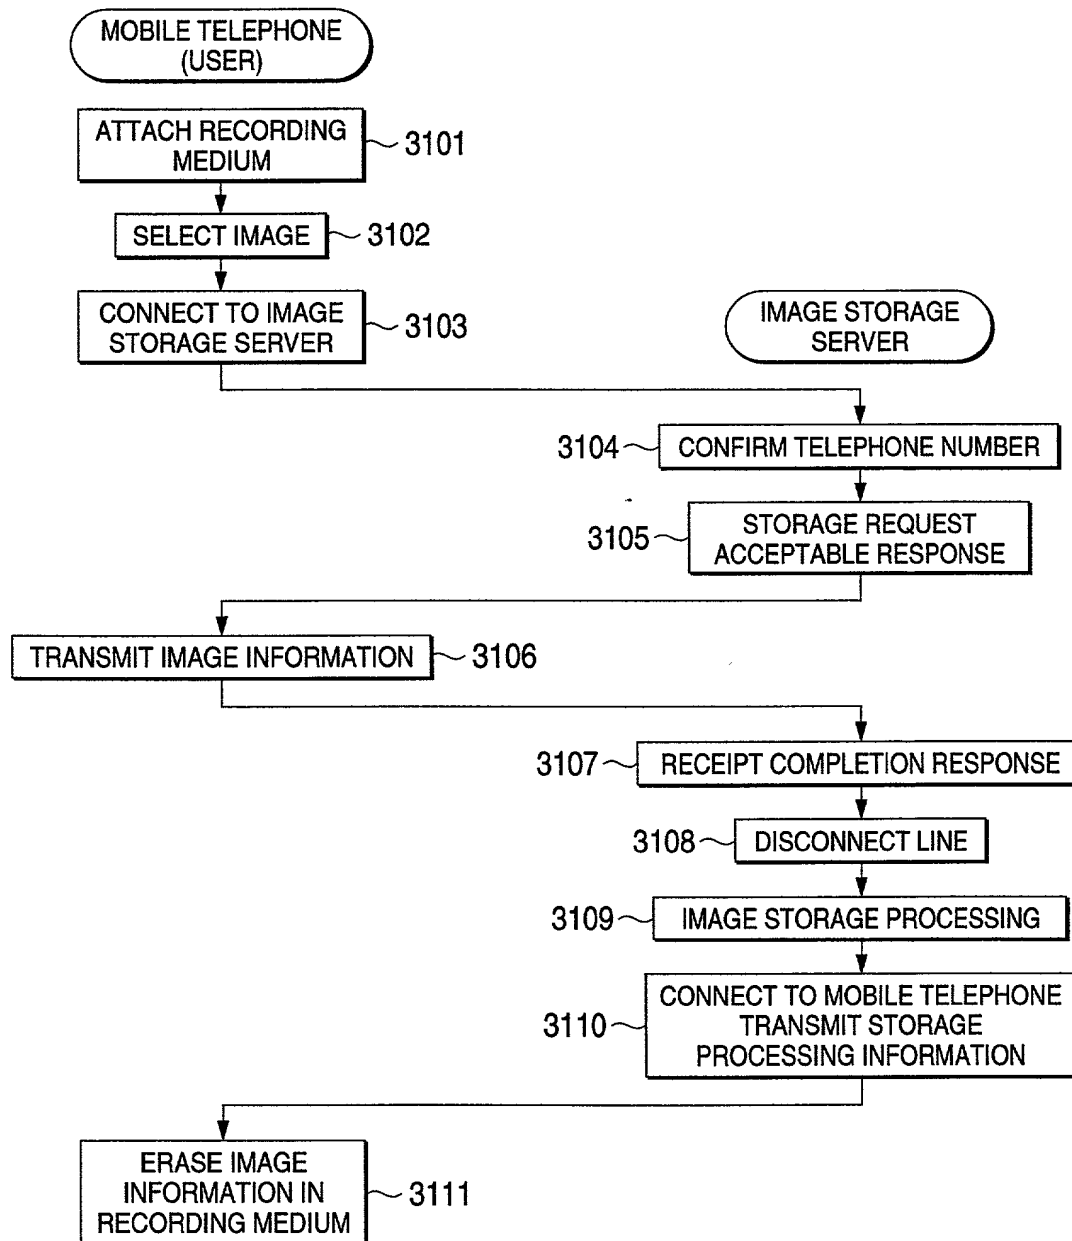 MOBILE TELEPHONE
(USER)
ATTACH RECORDING
MEDIUM
3101
SELECT IMAGE
3102
CONNECT TO IMAGE
STORAGE SERVER
3103
IMAGE STORAGE
SERVER
3104
CONFIRM TELEPHONE NUMBER
3105
STORAGE REQUEST
ACCEPTABLE RESPONSE
TRANSMIT IMAGE INFORMATION
3106
3107
RECEIPT COMPLETION RESPONSE
3108
DISCONNECT LINE
3109
IMAGE STORAGE PROCESSING
3110
CONNECT TO MOBILE TELEPHONE
TRANSMIT STORAGE
PROCESSING INFORMATION
ERASE IMAGE
INFORMATION IN
RECORDING MEDIUM
3111